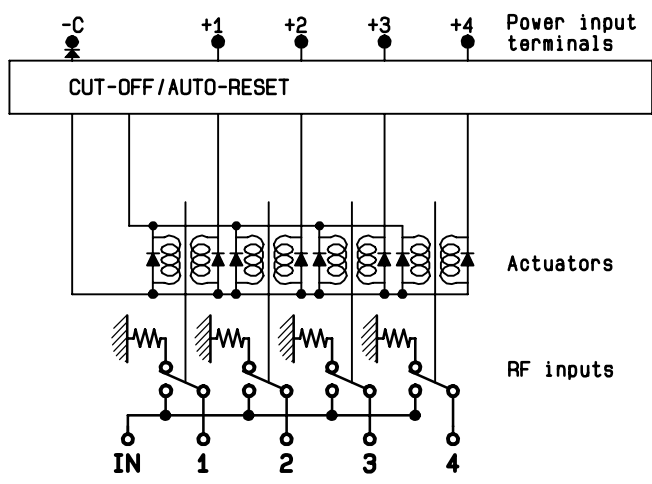 -C +1 +2 +3 +4 Power input
terminals
CUT-OFF/AUTO-RESET
Actuators
RF inputs
IN 1 2 3 4